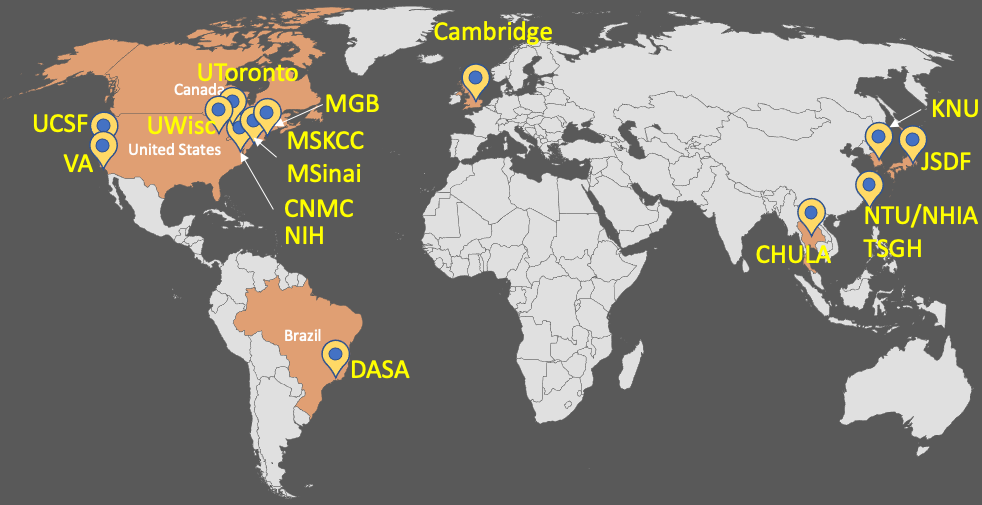 Cambridge
UToronto
Canada
MGB
UCSF
UWisc
KNU
MSKCC
United States
VA
JSDF
MSinai
CNMC
NIH
NTU/NHIA
TSGH
CHULA
Brazil
DASA